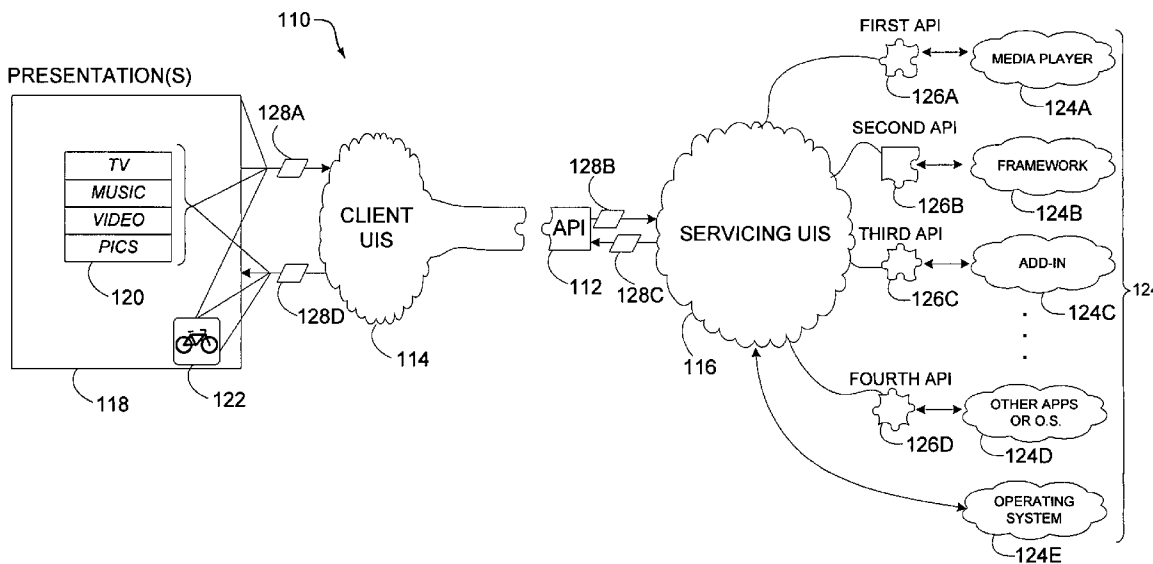 110
PRESENTATION(S)
TV
MUSIC
VIDEO
PICS
120
118
122
128A
128D
CLIENT
UIS
114
API
112
128B
128C
SERVICING UIS
116
FIRST API
126A
MEDIA PLAYER
124A
SECOND API
126B
FRAMEWORK
124B
THIRD API
126C
ADD-IN
124C
FOURTH API
126D
OTHER APPS
OR O.S.
124D
OPERATING
SYSTEM
124E
124